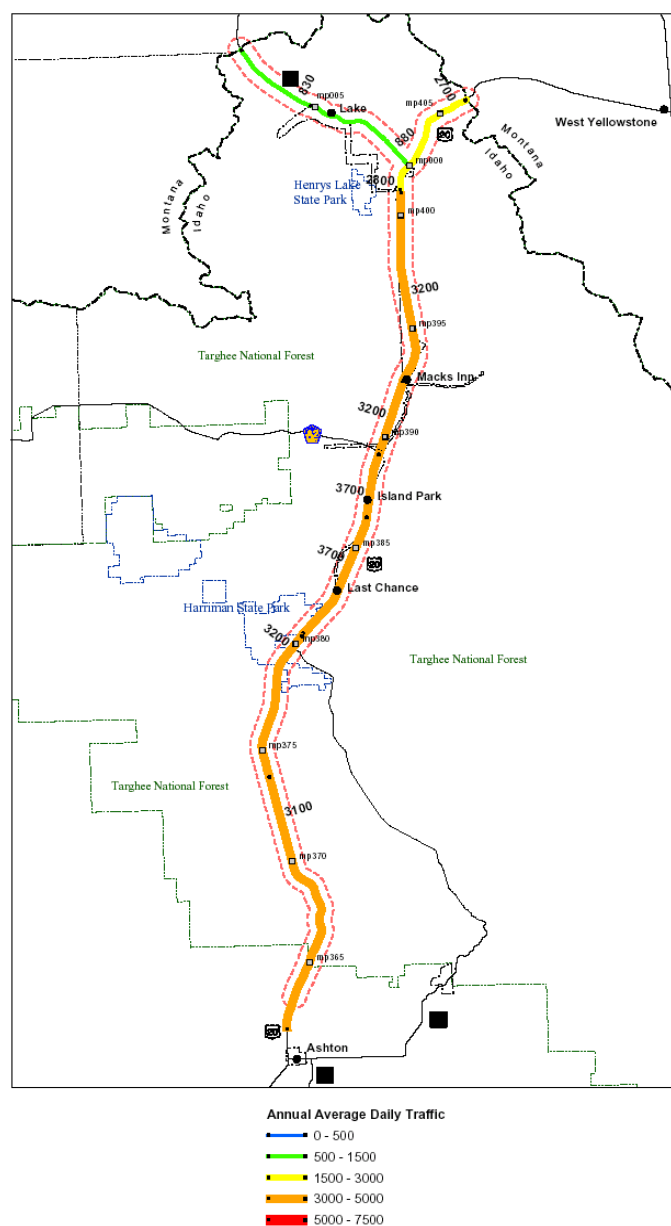 830
mp005
Lake
2700
mp405
20
West Yellowstone
880
Montana
Idaho
mp000
2800
Henrys Lake
State Park
Montana
Idaho
mp400
3200
mp395
Targhee National Forest
Macks Inn
3200
mp390
3700
Island Park
3700
mp385
20
Last Chance
Harriman State Park
3200
mp380
Targhee National Forest
mp375
Targhee National Forest
3100
mp370
mp365
20
Ashton
Annual Average Daily Traffic
0 - 500
500 - 1500
1500 - 3000
3000 - 5000
5000 - 7500